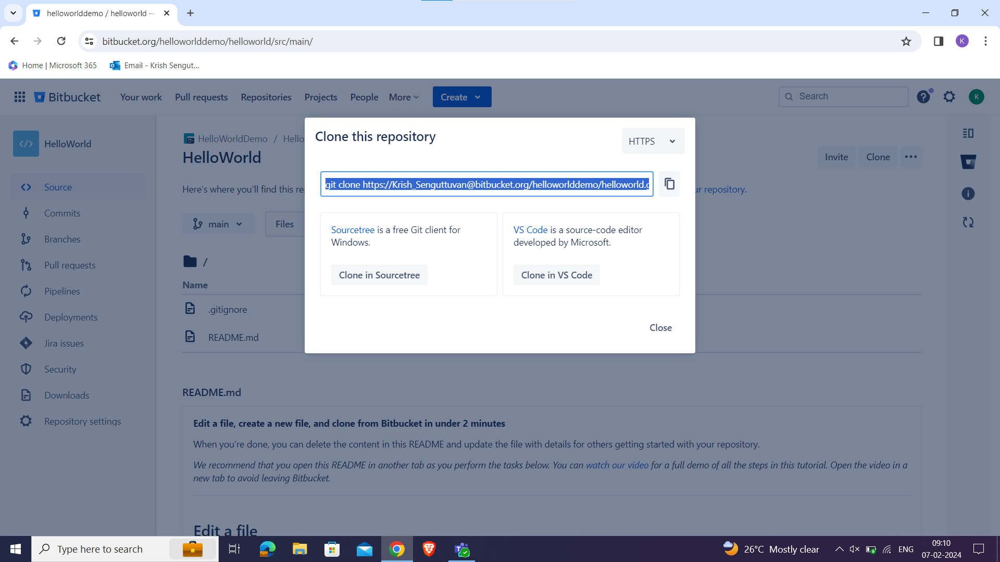 helloworlddemo / helloworld —
bitbucket.org/helloworlddemo/helloworld/src/main/
K
Home | Microsoft 365
Email - Krish Sengut...
Bitbucket
Your work
Pull requests
Repositories
Projects
People
More
Create
Search
K
HelloWorld
Source
Commits
Branches
Pull requests
Pipelines
Deployments
Jira issues
Security
Downloads
Repository settings
HelloWorldDemo / Hello
HelloWorld
Invite
Clone
Here's where you'll find this re
ur repository.
main
Files
/
Name
.gitignore
README.md
Clone this repository
HTTPS
git clone https://Krish_Senguttuvan@bitbucket.org/helloworlddemo/helloworld.
Sourcetree is a free Git client for
Windows.
Clone in Sourcetree
VS Code is a source-code editor
developed by Microsoft.
Clone in VS Code
Close
README.md
Edit a file, create a new file, and clone from Bitbucket in under 2 minutes
When you're done, you can delete the content in this README and update the file with details for others getting started with your repository.
We recommend that you open this README in another tab as you perform the tasks below. You can watch our video for a full demo of all the steps in this tutorial. Open the video in a
new tab to avoid leaving Bitbucket.
Edit a file
Type here to search
26°C Mostly clear
ENG
09:10
07-02-2024